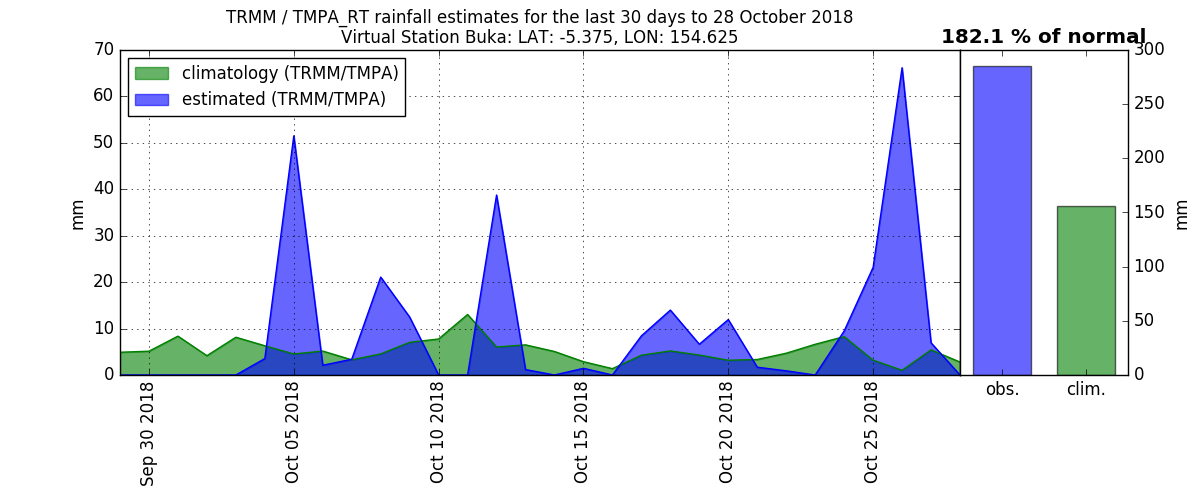 TRMM / TMPA_RT rainfall estimates for the last 30 days to 28 October 2018
Virtual Station Buka: LAT: -5.375, LON: 154.625
182.1 % of normal
climatology (TRMM/TMPA)
estimated (TRMM/TMPA)
70
60
50
40
30
20
10
0
mm
Sep 30 2018
Oct 05 2018
Oct 10 2018
Oct 15 2018
Oct 20 2018
Oct 25 2018
300
250
200
150
100
50
0
mm
obs.
clim.